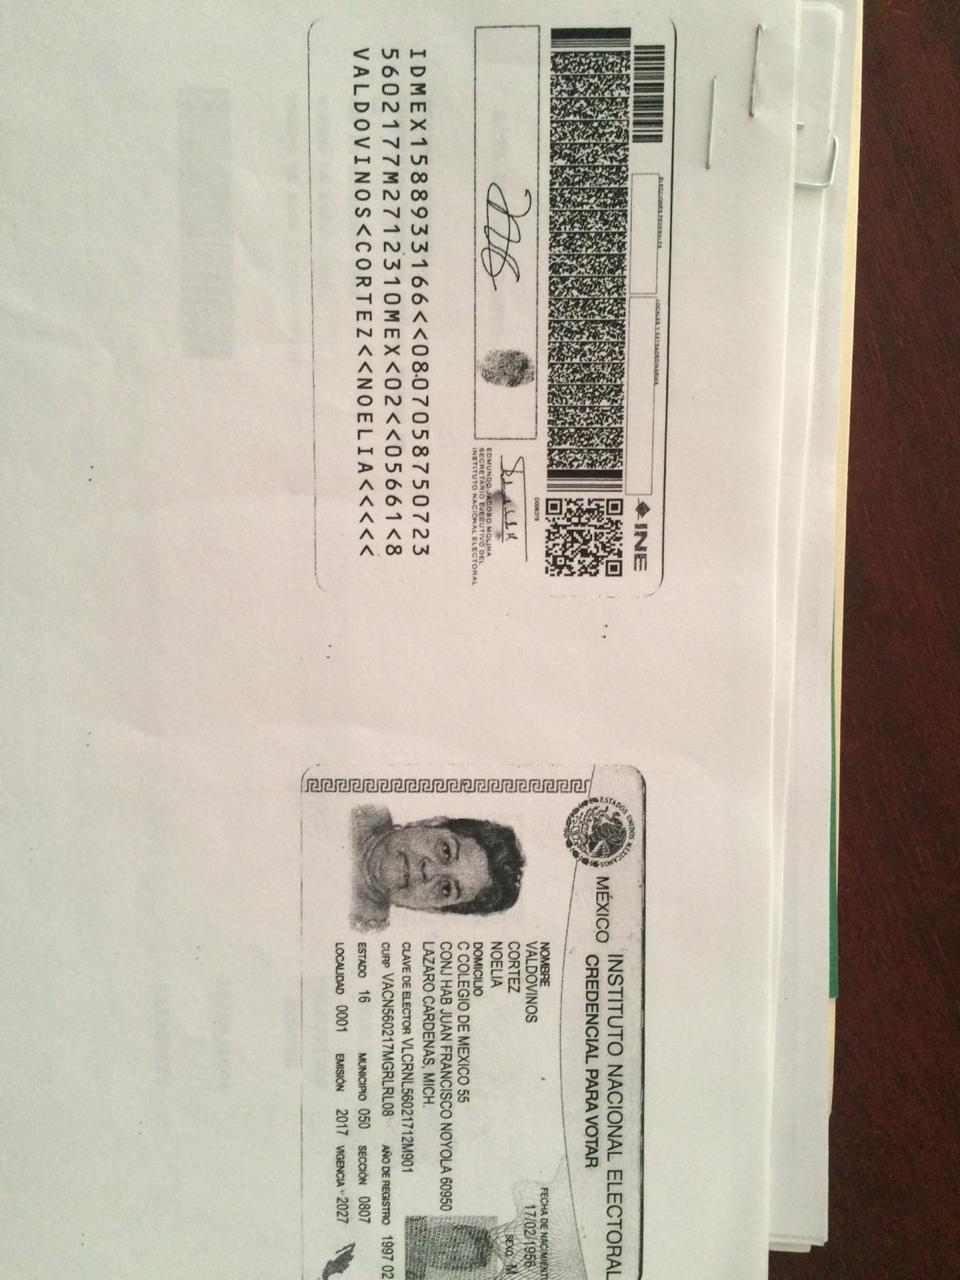 ELECCIONES FEDERALES
LOCALES Y EXTRAORDINARIAS
INE
EDMUNDO JACOBO MOLINA
SECRETARIO EJECUTIVO DEL
INSTITUTO NACIONAL ELECTORAL
IDMEX1588933166<<0807058750723
5602177M2712310MEX<02<<05661<8
VALDOVINOS<CORTEZ<<NOELIA<<<<<
ESTADOS UNIDOS MEXICANOS
MÉXICO
INSTITUTO NACIONAL ELECTORAL
CREDENCIAL PARA VOTAR
NOMBRE
VALDOVINOS
CORTEZ
NOELIA
FECHA DE NACIMIENTO
17/02/1956
SEXO M
DOMICILIO
C COLEGIO DE MEXICO 55
CONJ HAB JUAN FRANCISCO NOYOLA 60950
LAZARO CARDENAS, MICH.
CLAVE DE ELECTOR VLCRNL56021712M901
CURP VACN560217MGRLRL08 AÑO DE REGISTRO 1997 02
ESTADO 16 MUNICIPIO 050 SECCIÓN 0807
LOCALIDAD 0001 EMISIÓN 2017 VIGENCIA 2027